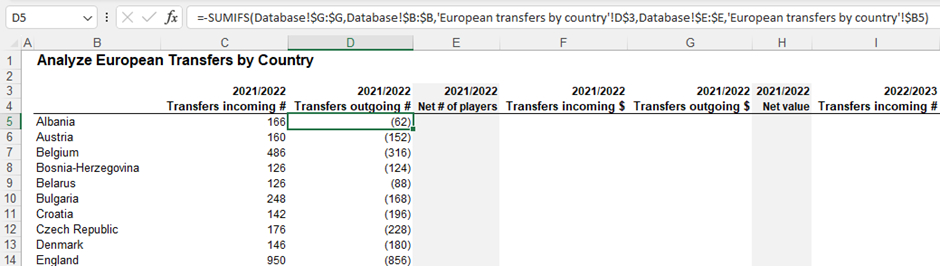 D5 fx =-SUMIFS(Database!$G:$G,Database!$B:$B,'European transfers by country'!D$3,Database!$E:$E,'European transfers by country'!$B5)
A B C D E F G H I
1 Analyze European Transfers by Country
2
3 2021/2022 2021/2022 2021/2022 2021/2022 2021/2022 2021/2022 2022/2023
4 Transfers incoming # Transfers outgoing # Net # of players Transfers incoming $ Transfers outgoing $ Net value Transfers incoming #
5 Albania 166 (62)
6 Austria 160 (152)
7 Belgium 486 (316)
8 Bosnia-Herzegovina 126 (124)
9 Belarus 126 (88)
10 Bulgaria 248 (168)
11 Croatia 142 (196)
12 Czech Republic 176 (228)
13 Denmark 146 (180)
14 England 950 (856)